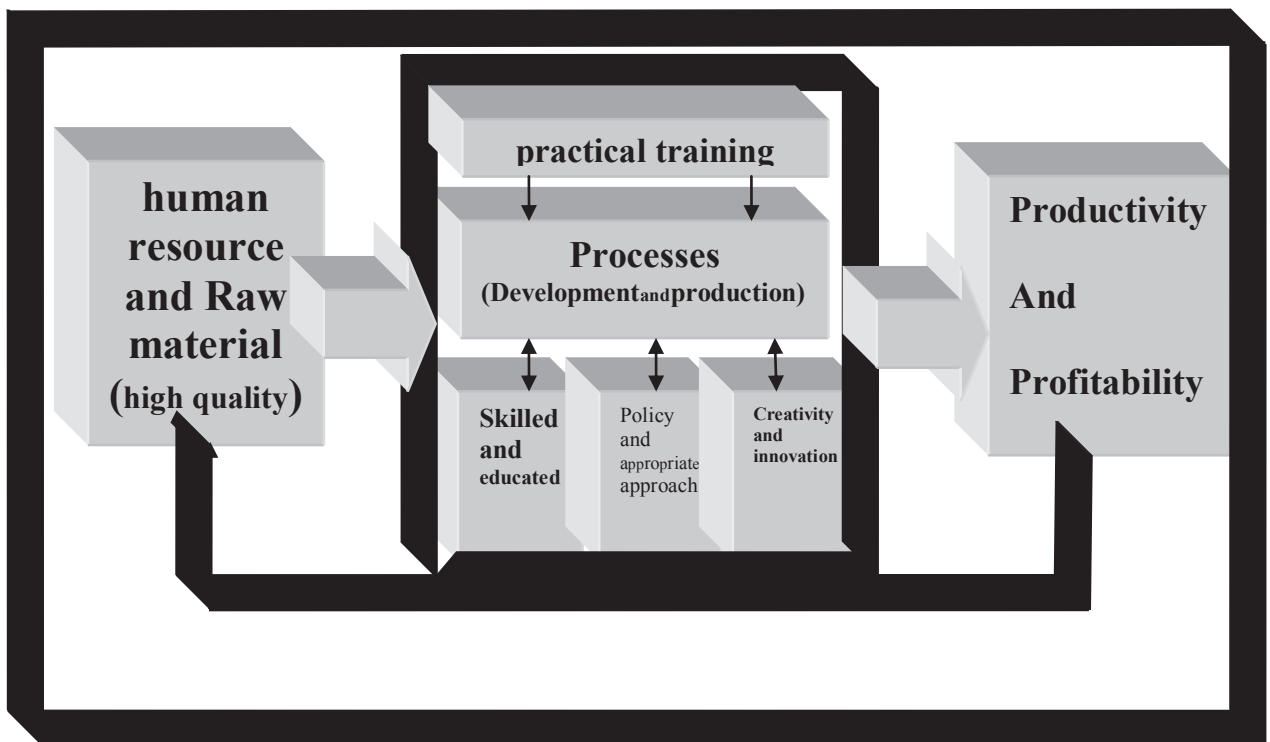 practical training
human
resource
and Raw
material
(high quality)
Processes
(Developmentandproduction)
Skilled
and
educated
Policy
and
appropriate
approach
Creativity
and
innovation
Productivity
And
Profitability